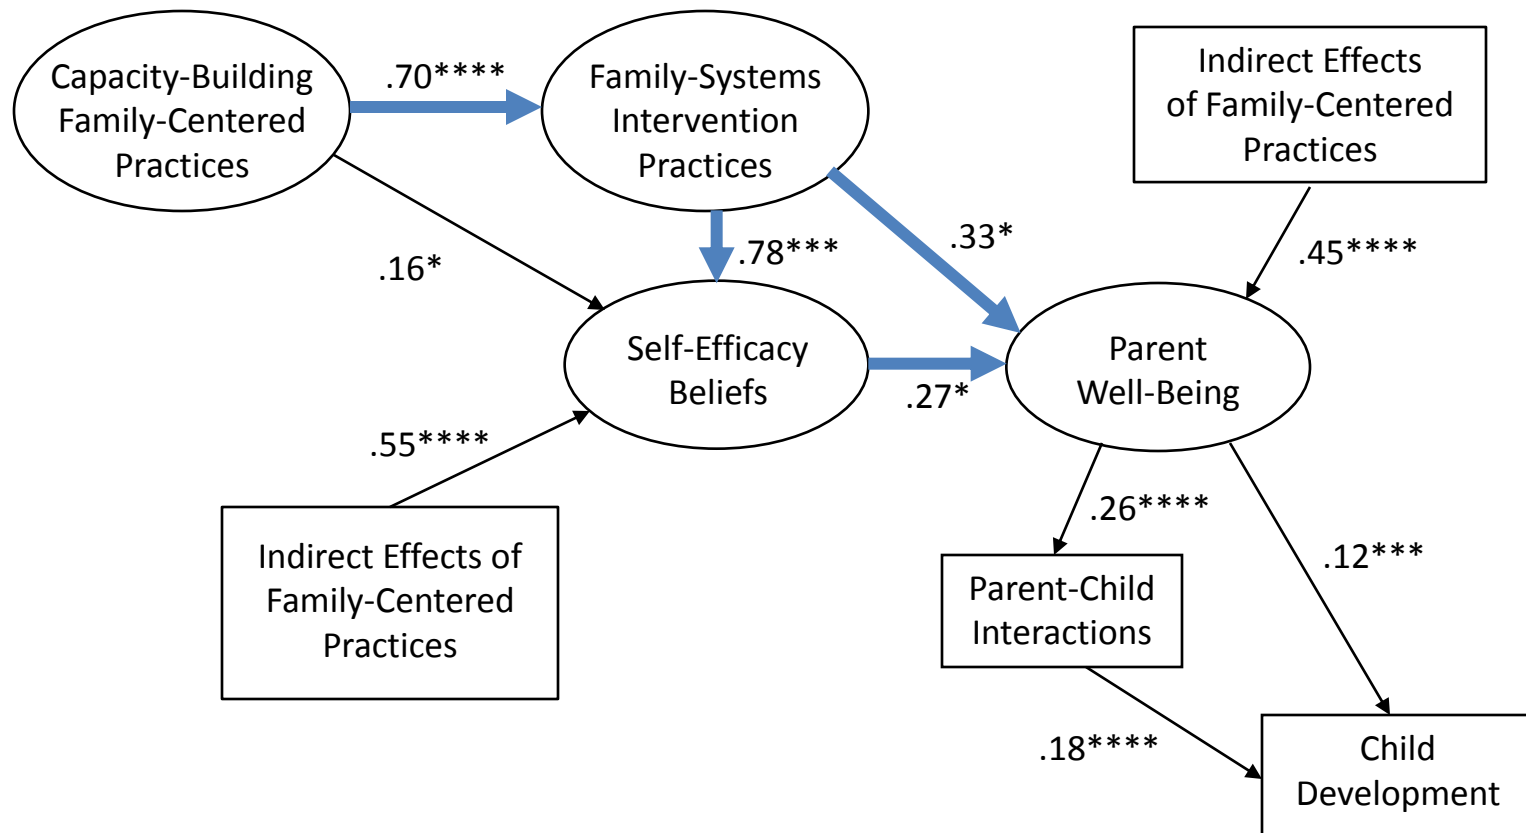 Capacity-Building
Family-Centered
Practices
.70****
Family-Systems
Intervention
Practices
Indirect Effects
of Family-Centered
Practices
.16*
.78***
.33*
.45****
Self-Efficacy
Beliefs
.27*
Parent
Well-Being
.55****
Indirect Effects of
Family-Centered
Practices
.26****
.12***
Parent-Child
Interactions
.18****
Child
Development